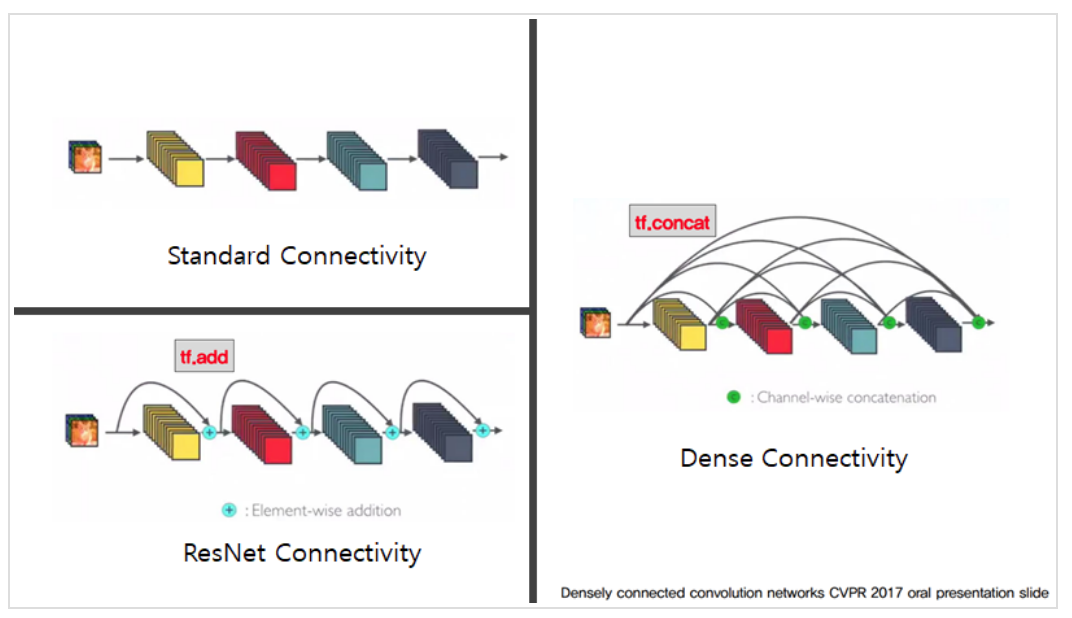 Standard Connectivity
tf.add
+ : Element-wise addition
ResNet Connectivity
tf.concat
C : Channel-wise concatenation
Dense Connectivity
Densely connected convolution networks CVPR 2017 oral presentation slide